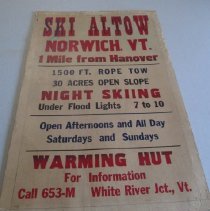 SKI ALTOW
NORWICH, VT.
1 Mile from Hanover
1500 FT. ROPE TOW
30 ACRES OPEN SLOPE
NIGHT SKIING
Under Flood Lights 7 to 10
Open Afternoons and All Day
Saturdays and Sundays
WARMING HUT
For Information
Call 653-M White River Jct., Vt.